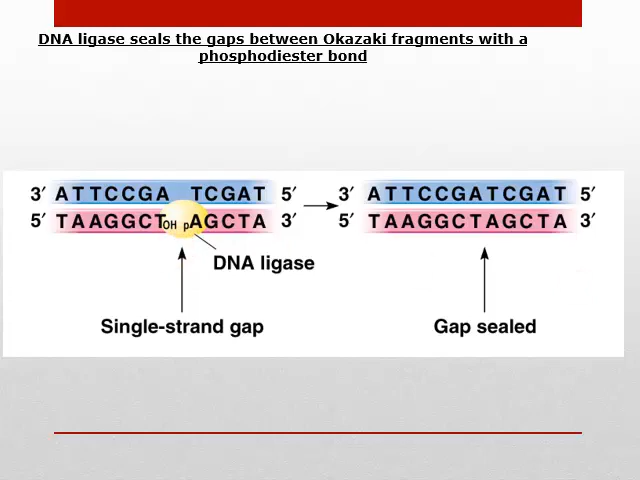 DNA ligase seals the gaps between Okazaki fragments with a
phosphodiester bond
3′ ATTCCGA TCGAT 5′
5′ TAAGGCT OH pAGCTA 3′
3′ ATTCCGATCGAT 5′
5′ TAAGGCTAGCTA 3′
DNA ligase
Single-strand gap
Gap sealed